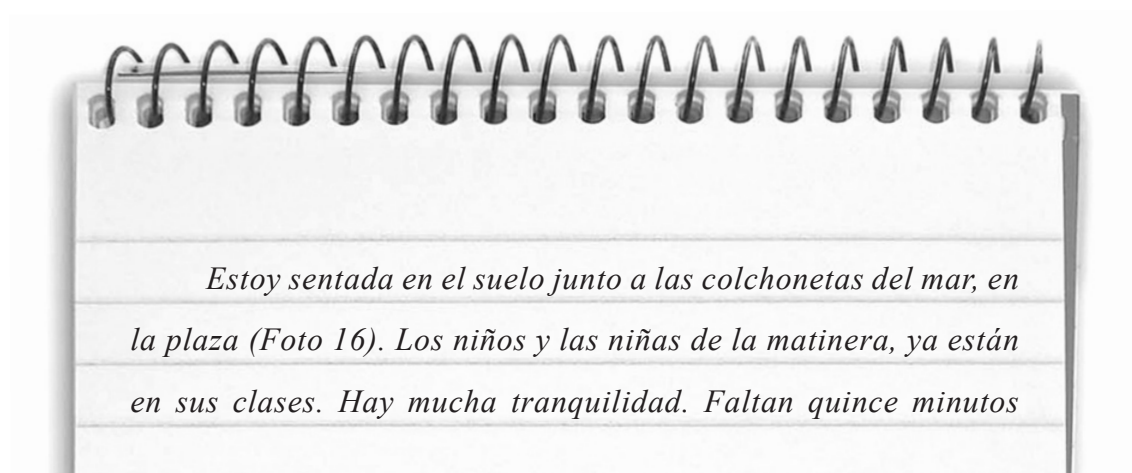 Estoy sentada en el suelo junto a las colchonetas del mar, en
la plaza (Foto 16). Los niños y las niñas de la matinera, ya están
en sus clases. Hay mucha tranquilidad. Faltan quince minutos